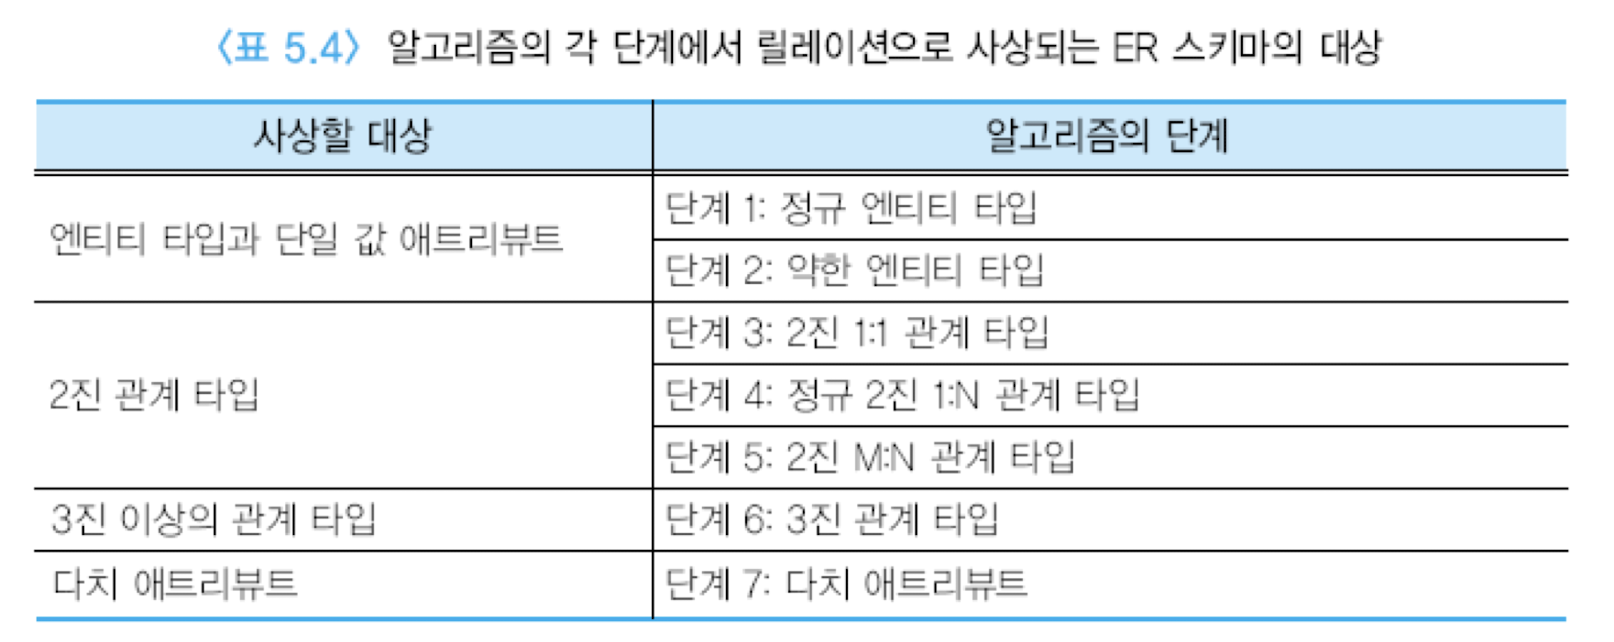 〈표 5.4〉 알고리즘의 각 단계에서 릴레이션으로 사상되는 ER 스키마의 대상
사상할 대상
알고리즘의 단계
엔티티 타입과 단일 값 애트리뷰트
단계 1: 정규 엔티티 타입
단계 2: 약한 엔티티 타입
2진 관계 타입
단계 3: 2진 1:1 관계 타입
단계 4: 정규 2진 1:N 관계 타입
단계 5: 2진 M:N 관계 타입
3진 이상의 관계 타입
단계 6: 3진 관계 타입
다치 애트리뷰트
단계 7: 다치 애트리뷰트